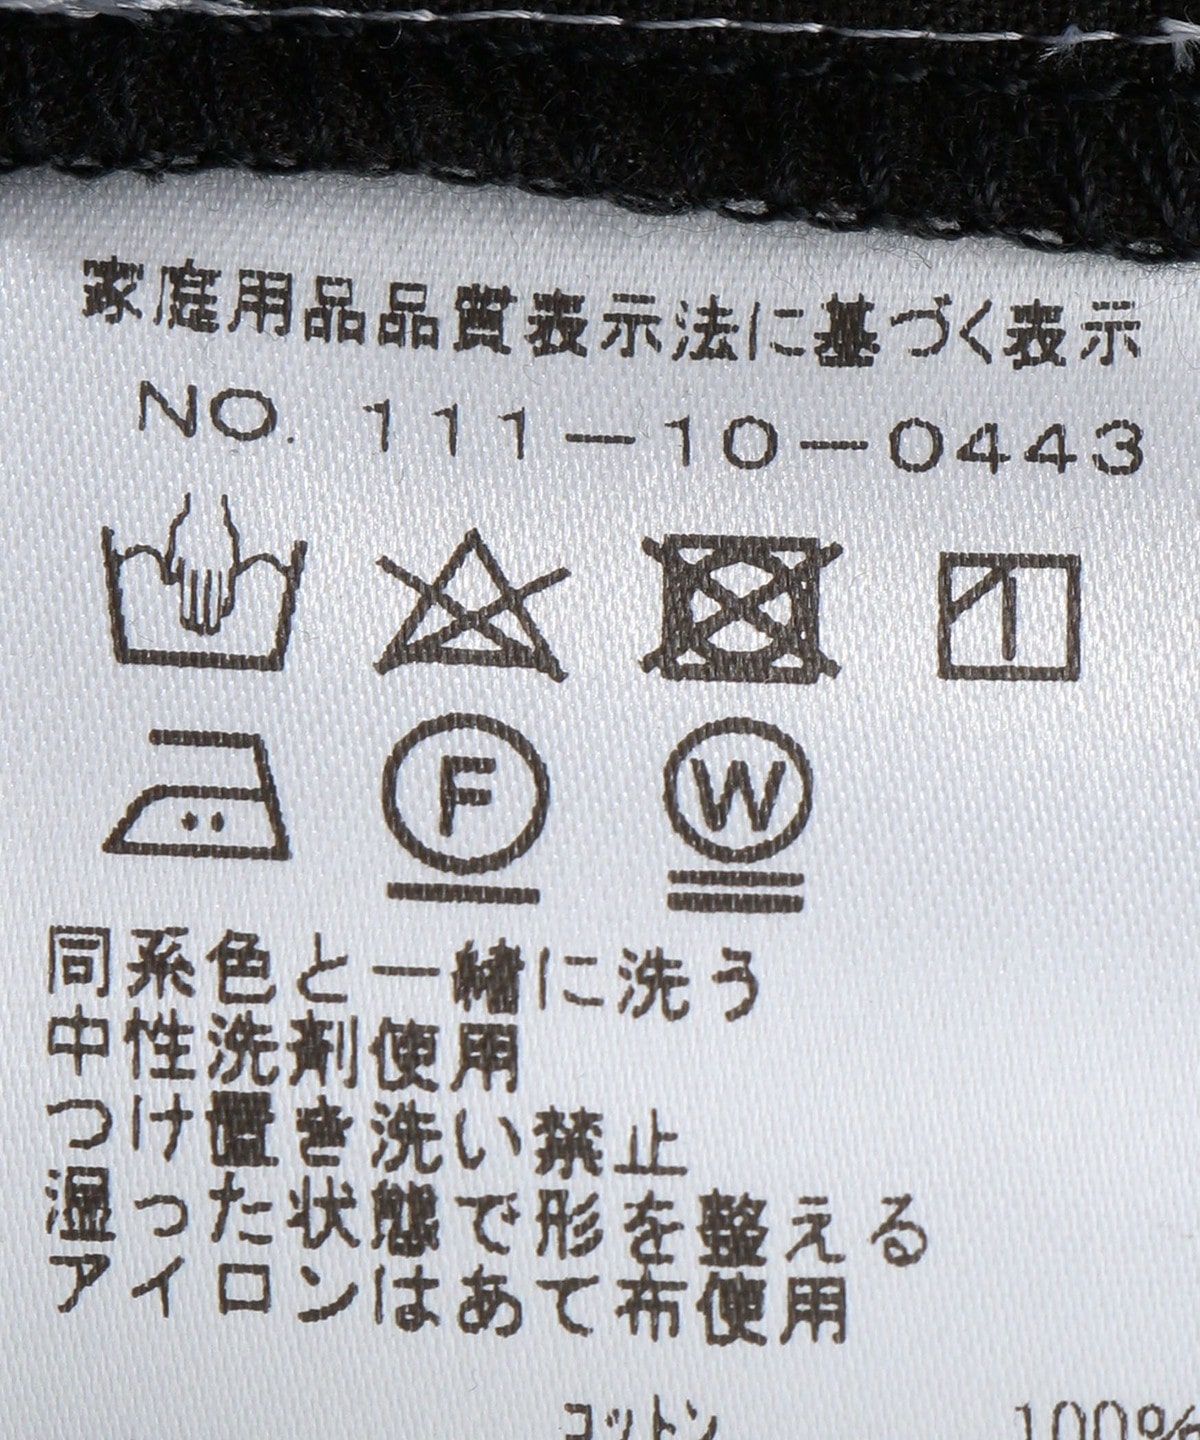 家庭用品品質表示法に基づく表示
NO. 111-10-0443
F
W
同系色と一緒に洗う
中性洗剤使用
つけ置き洗い禁止
湿った状態で形を整える
アイロンはあて布使用
コットン 100%